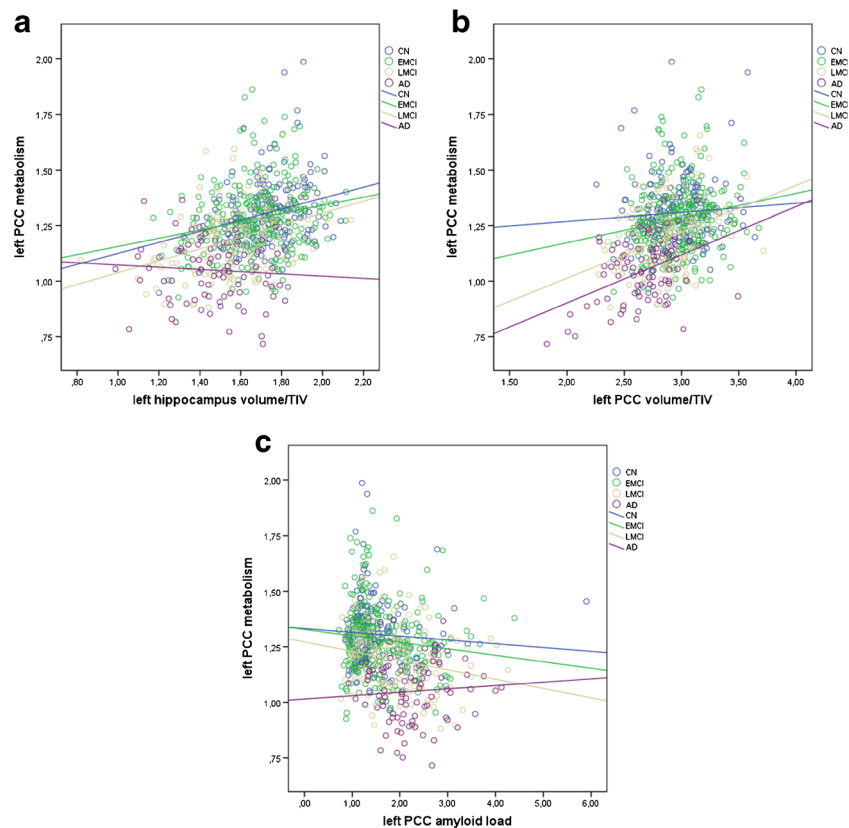 a
left PCC metabolism
2,00
1,75
1,50
1,25
1,00
,75
,80 1,00 1,20 1,40 1,60 1,80 2,00 2,20
left hippocampus volume/TIV
CN
EMCI
LMCI
AD
CN
EMCI
LMCI
AD
b
left PCC metabolism
2,00
1,75
1,50
1,25
1,00
,75
1,50 2,00 2,50 3,00 3,50 4,00
left PCC volume/TIV
CN
EMCI
LMCI
AD
CN
EMCI
LMCI
AD
c
left PCC metabolism
2,00
1,75
1,50
1,25
1,00
,75
,00 1,00 2,00 3,00 4,00 5,00 6,00
left PCC amyloid load
CN
EMCI
LMCI
AD
CN
EMCI
LMCI
AD